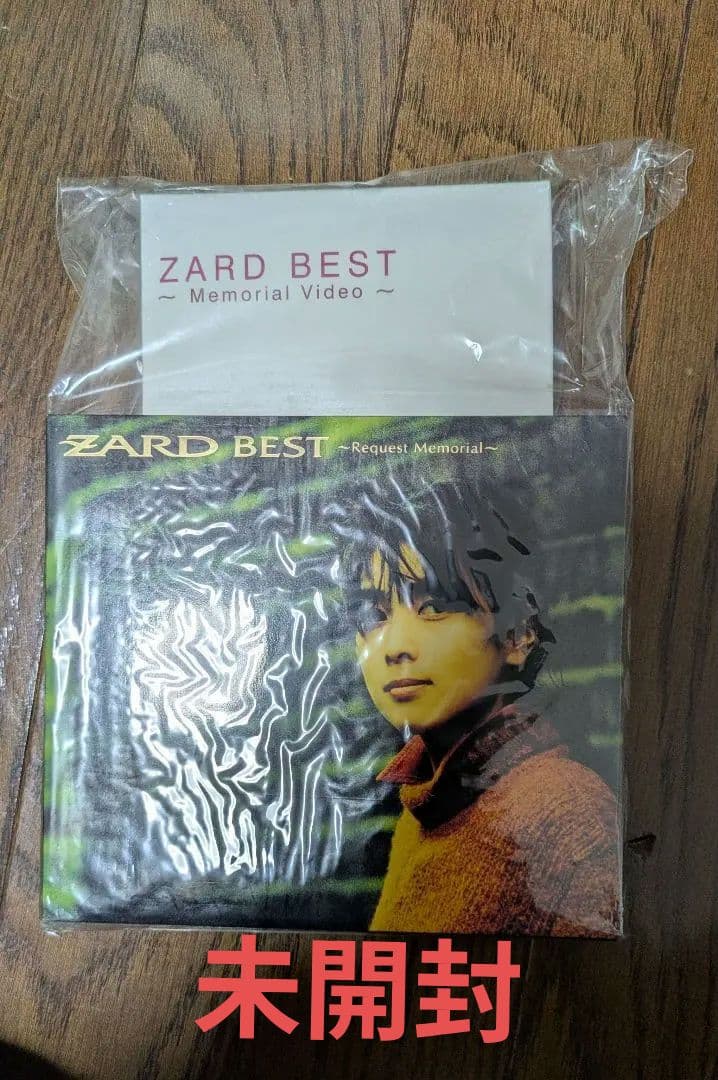 ZARD BEST
~ Memorial Video ~
ZARD BEST ~Request Memorial~
未開封